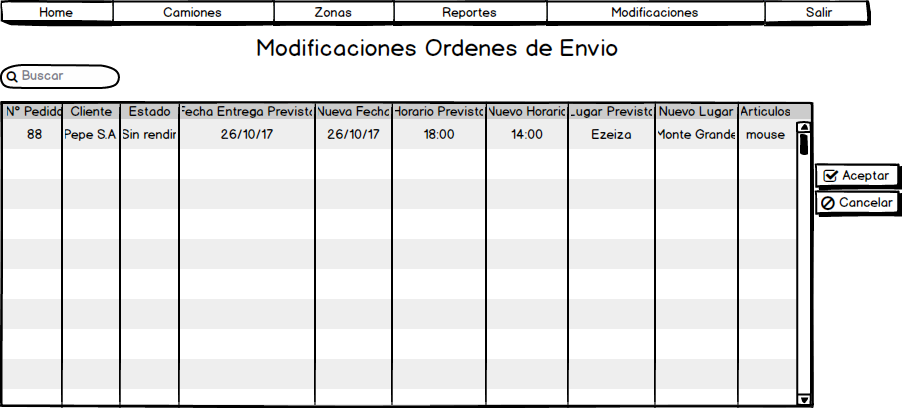 Home Camiones Zonas Reportes Modificaciones Salir
Modificaciones Ordenes de Envio
Buscar
N° Pedido Cliente Estado Fecha Entrega Previsto Nueva Fecha Horario Previsto Nuevo Horario Lugar Previsto Nuevo Lugar Articulos
88 Pepe S.A Sin rendir 26/10/17 26/10/17 18:00 14:00 Ezeiza Monte Grande mouse
Aceptar
Cancelar